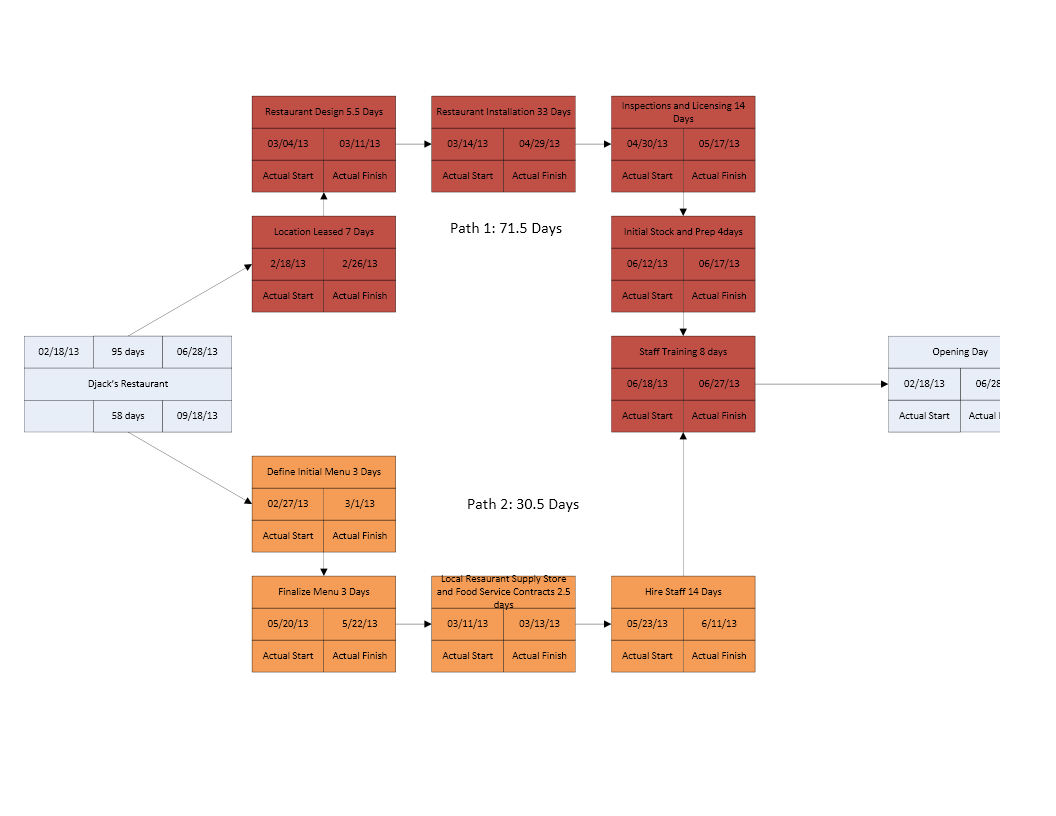 Restaurant Design 5.5 Days
03/04/13 03/11/13
Actual Start Actual Finish
Restaurant Installation 33 Days
03/14/13 04/29/13
Actual Start Actual Finish
Inspections and Licensing 14
Days
04/30/13 05/17/13
Actual Start Actual Finish
Location Leased 7 Days
2/18/13 2/26/13
Actual Start Actual Finish
Path 1: 71.5 Days
Initial Stock and Prep 4days
06/12/13 06/17/13
Actual Start Actual Finish
02/18/13 95 days 06/28/13
Djack's Restaurant
58 days 09/18/13
Staff Training 8 days
06/18/13 06/27/13
Actual Start Actual Finish
Opening Day
02/18/13 06/28
Actual Start Actual
Define Initial Menu 3 Days
02/27/13 3/1/13
Actual Start Actual Finish
Path 2: 30.5 Days
Finalize Menu 3 Days
05/20/13 5/22/13
Actual Start Actual Finish
Local Resaurant Supply Store
and Food Service Contracts 2.5
days
03/11/13 03/13/13
Actual Start Actual Finish
Hire Staff 14 Days
05/23/13 6/11/13
Actual Start Actual Finish